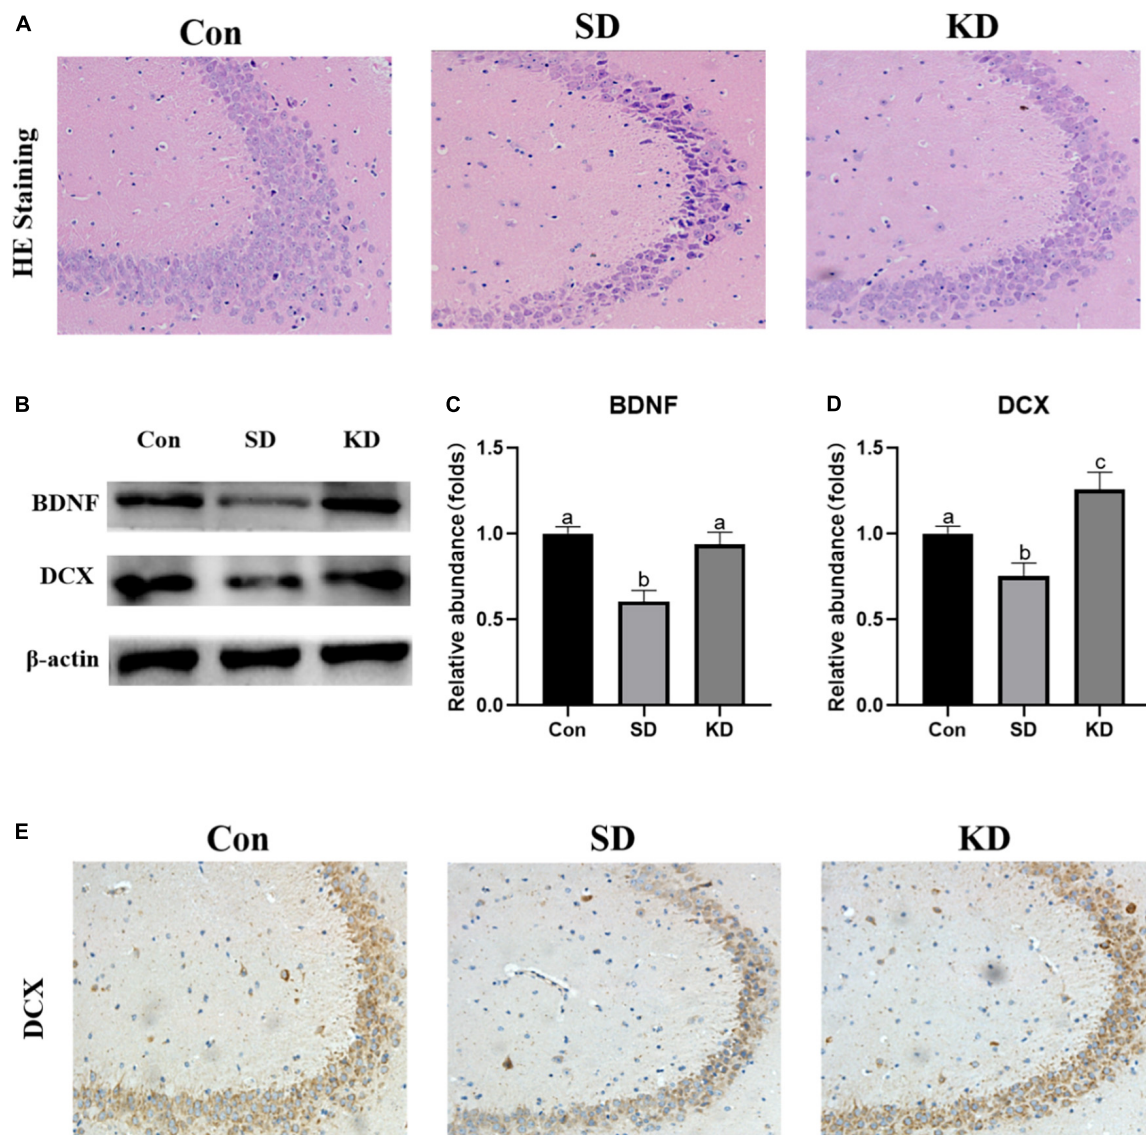 A
Con
SD
KD
HE Staining
B
Con
SD
KD
BDNF
DCX
β-actin
C
BDNF
Relative abundance(folds)
1.5
1.0
0.5
0.0
a
b
a
Con
SD
KD
D
DCX
Relative abundance(folds)
1.5
1.0
0.5
0.0
a
b
c
Con
SD
KD
E
Con
SD
KD
DCX